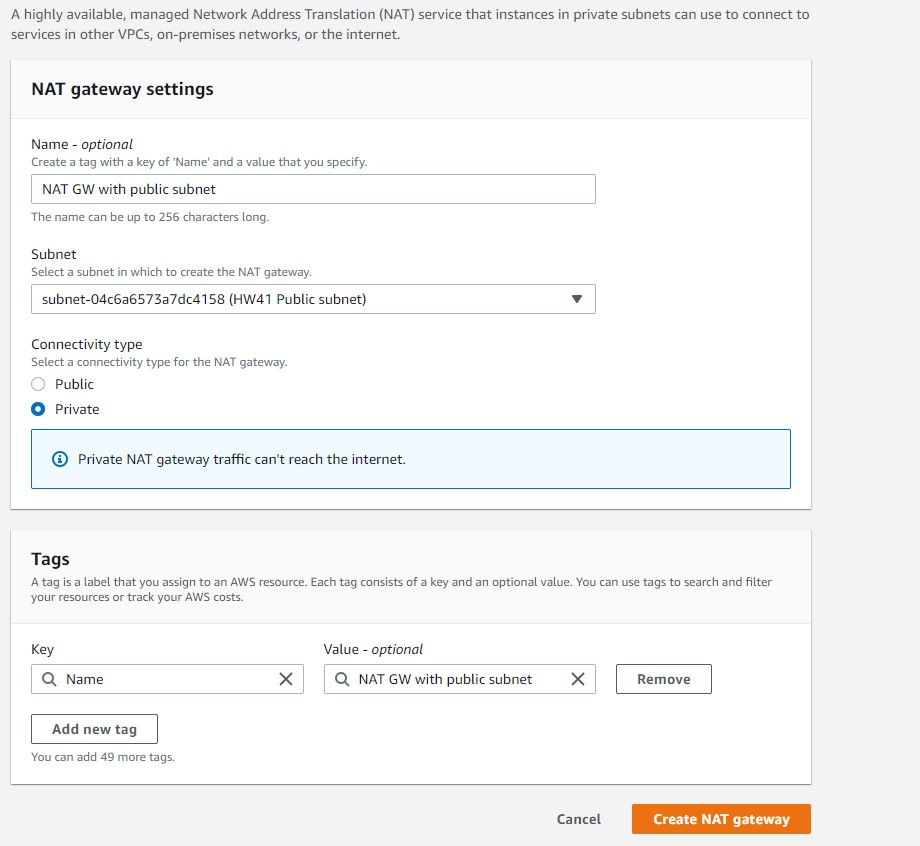 A highly available, managed Network Address Translation (NAT) service that instances in private subnets can use to connect to
services in other VPCs, on-premises networks, or the internet.
NAT gateway settings
Name - optional
Create a tag with a key of 'Name' and a value that you specify.
NAT GW with public subnet
The name can be up to 256 characters long.
Subnet
Select a subnet in which to create the NAT gateway.
subnet-04c6a6573a7dc4158 (HW41 Public subnet)
Connectivity type
Select a connectivity type for the NAT gateway.
Public
Private
Private NAT gateway traffic can't reach the internet.
Tags
A tag is a label that you assign to an AWS resource. Each tag consists of a key and an optional value. You can use tags to search and filter
your resources or track your AWS costs.
Key Value - optional
Name NAT GW with public subnet Remove
Add new tag
You can add 49 more tags.
Cancel Create NAT gateway